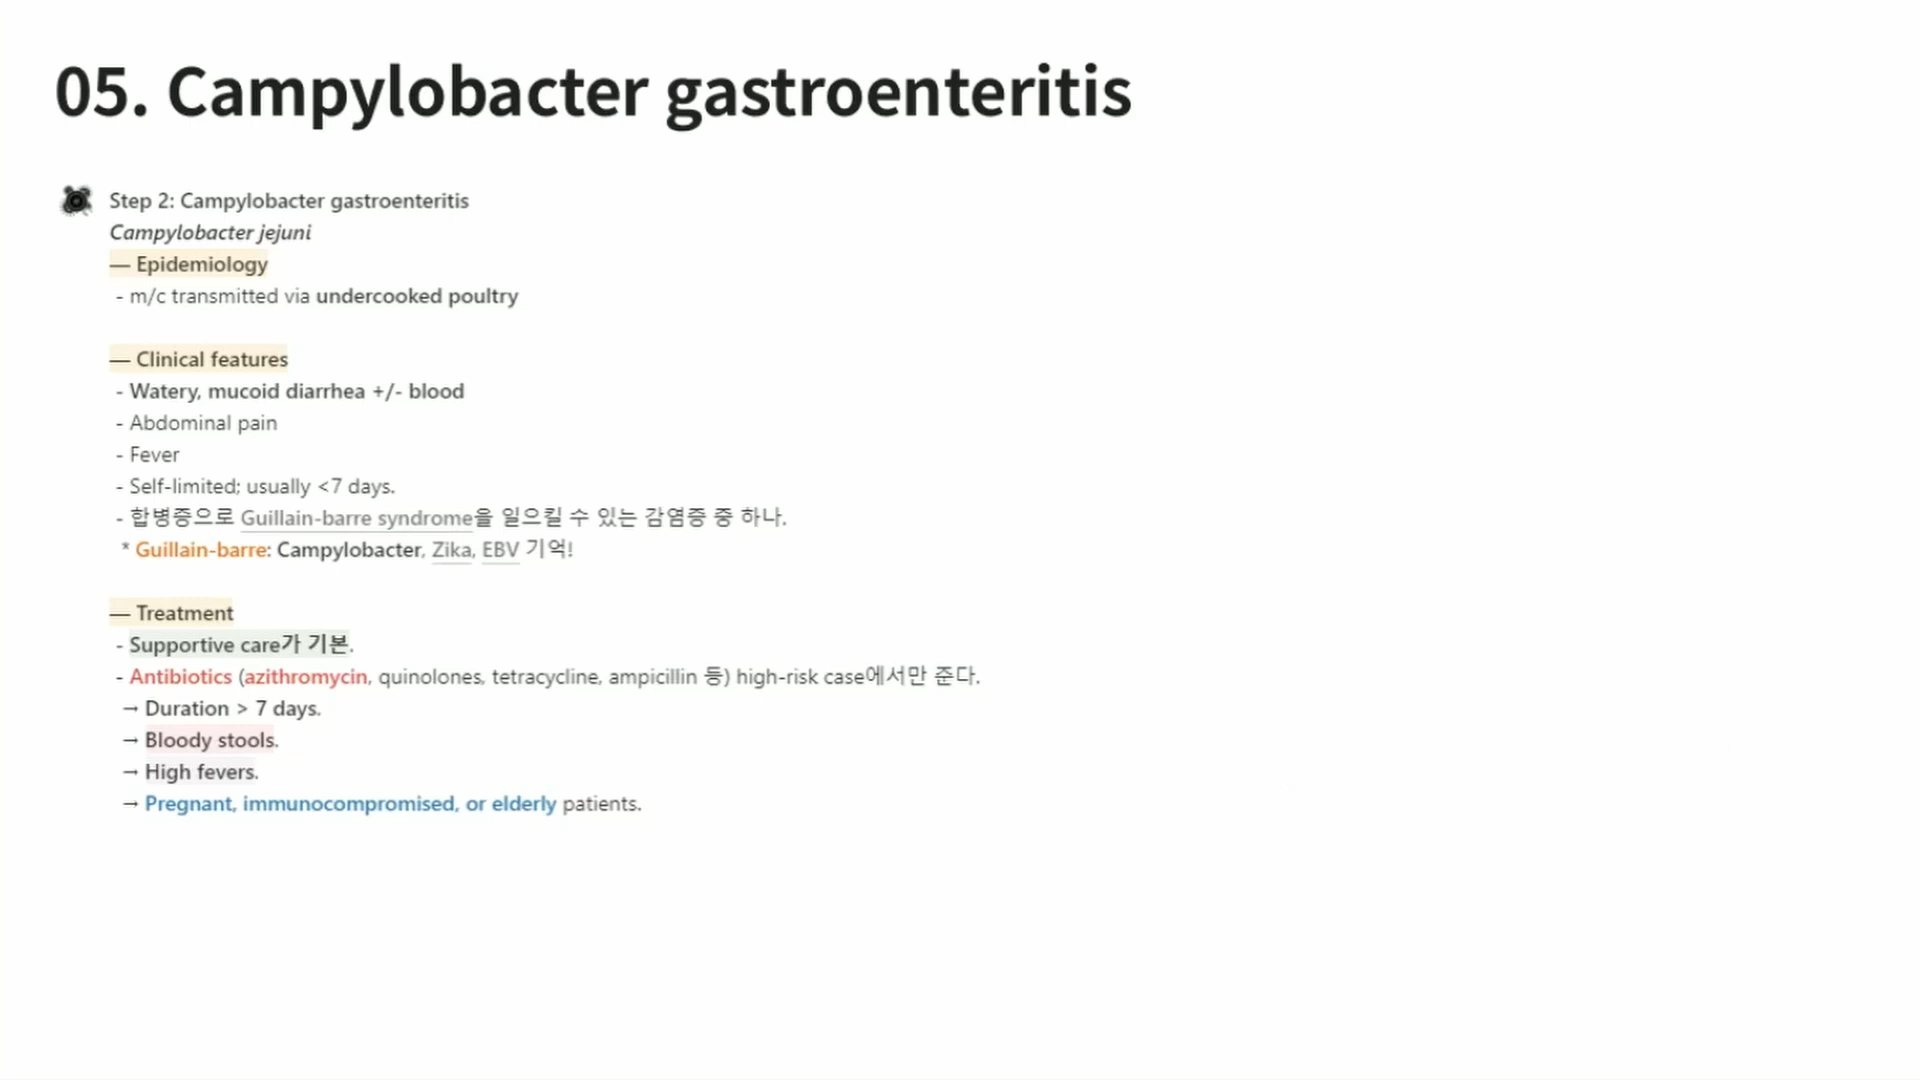 05. Campylobacter gastroenteritis
Step 2: Campylobacter gastroenteritis
Campylobacter jejuni
— Epidemiology
- m/c transmitted via undercooked poultry
— Clinical features
- Watery, mucoid diarrhea +/- blood
- Abdominal pain
- Fever
- Self-limited; usually <7 days.
- 합병증으로 Guillain-barre syndrome을 일으킬 수 있는 감염증 중 하나.
* Guillain-barre: Campylobacter, Zika, EBV 기억!
— Treatment
- Supportive care가 기본.
- Antibiotics (azithromycin, quinolones, tetracycline, ampicillin 등) high-risk case에서만 준다.
→ Duration > 7 days.
→ Bloody stools.
→ High fevers.
→ Pregnant, immunocompromised, or elderly patients.